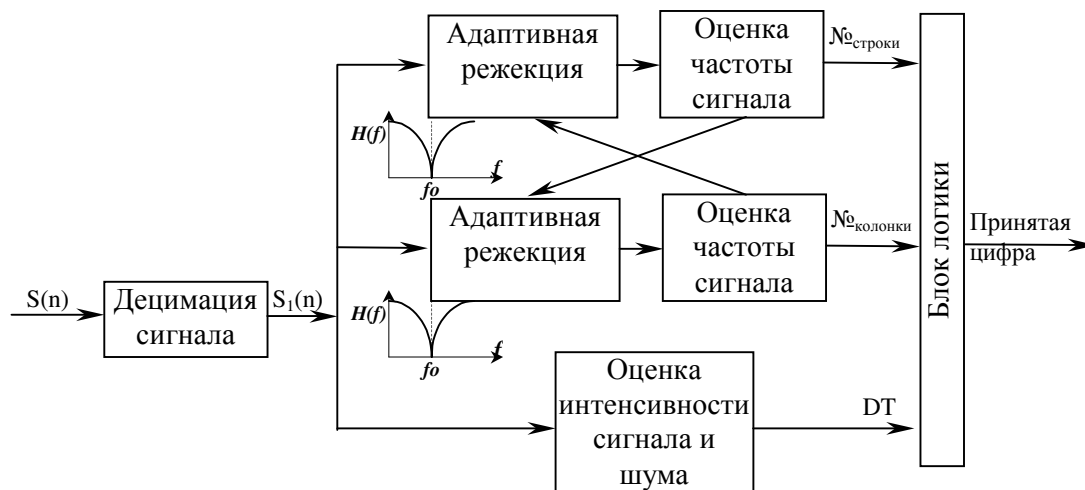 Адаптивная
режекция
Оценка
частоты
сигнала
№строки
H(f)
f
fo
Адаптивная
режекция
Оценка
частоты
сигнала
№колонки
Блок логики
Принятая
цифра
S(n)
Децимация
сигнала
S₁(n)
H(f)
f
fo
Оценка
интенсивности
сигнала и
шума
DT